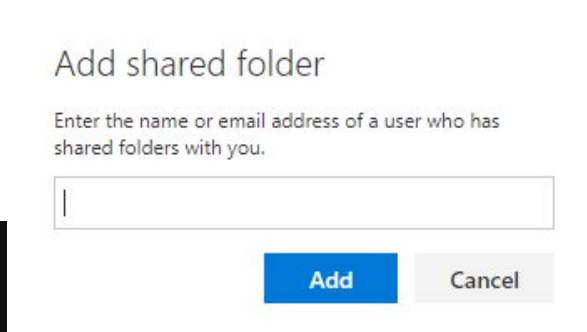 Add shared folder
Enter the name or email address of a user who has
shared folders with you.
Add Cancel